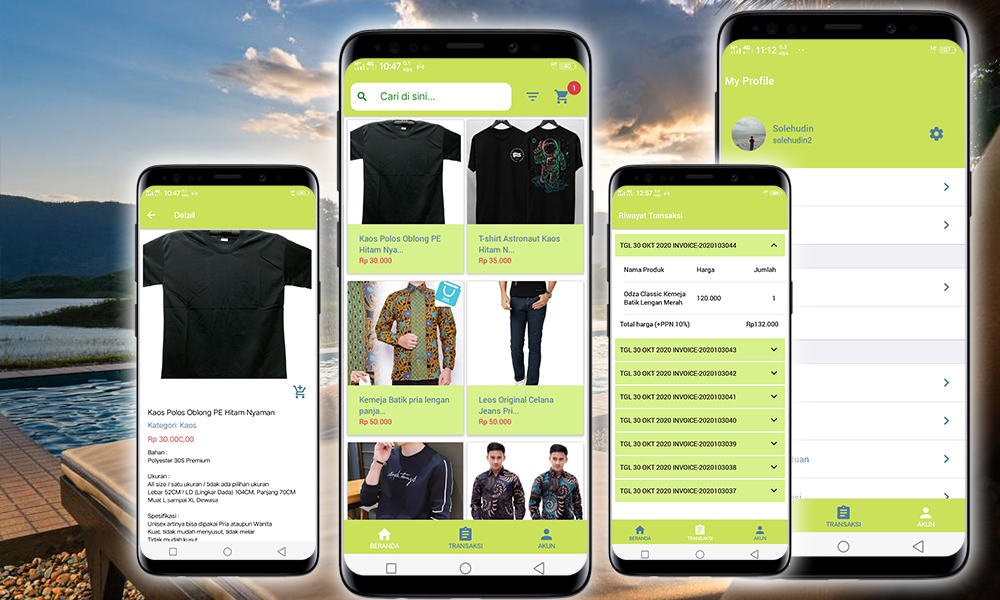 10:47
Detail
Kaos Polos Oblong PE Hitam Nyaman
Kategori: Kaos
Rp 30.000,00
Bahan :
Polyester 30S Premium
Ukuran :
All size / satu ukuran / tidak ada pilihan ukuran
Lebar 52CM / LD (Lingkar Dada) 104CM, Panjang 70CM
Muat L sampai XL Dewasa
Spesifikasi :
Unisex artinya bisa dipakai Pria ataupun Wanita
Kuat, tidak mudah menyusut, tidak melar
Tidak mudah kusut
10:47
Cari di sini...
1
Kaos Polos Oblong PE
Hitam Nya...
Rp 30.000
T-shirt Astronaut Kaos
Hitam N...
Rp 35.000
Kemeja Batik pria lengan
panja...
Rp 50.000
Leos Original Celana
Jeans Pri...
Rp 50.000
BERANDA
TRANSAKSI
AKUN
12:57
Riwayat Transaksi
TGL 30 OKT 2020 INVOICE-2020103044
Nama Produk Harga Jumlah
Odza Classic Kemeja
Batik Lengan Merah 120.000 1
Total harga (+PPN 10%) Rp132.000
TGL 30 OKT 2020 INVOICE-2020103043
TGL 30 OKT 2020 INVOICE-2020103042
TGL 30 OKT 2020 INVOICE-2020103041
TGL 30 OKT 2020 INVOICE-2020103040
TGL 30 OKT 2020 INVOICE-2020103039
TGL 30 OKT 2020 INVOICE-2020103038
TGL 30 OKT 2020 INVOICE-2020103037
BERANDA
TRANSAKSI
AKUN
11:12
My Profile
Solehudin
solehudin2
tuan
TRANSAKSI
AKUN